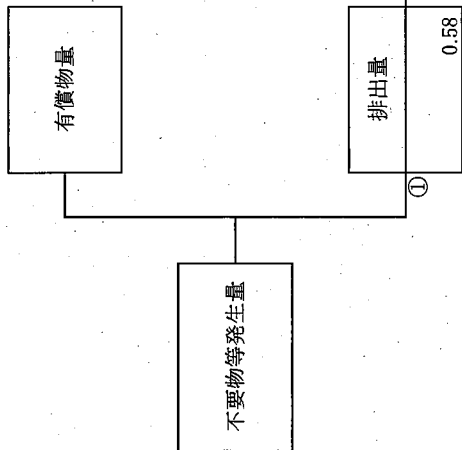 有償物量
不要物等発生量
①
排出量
0.58